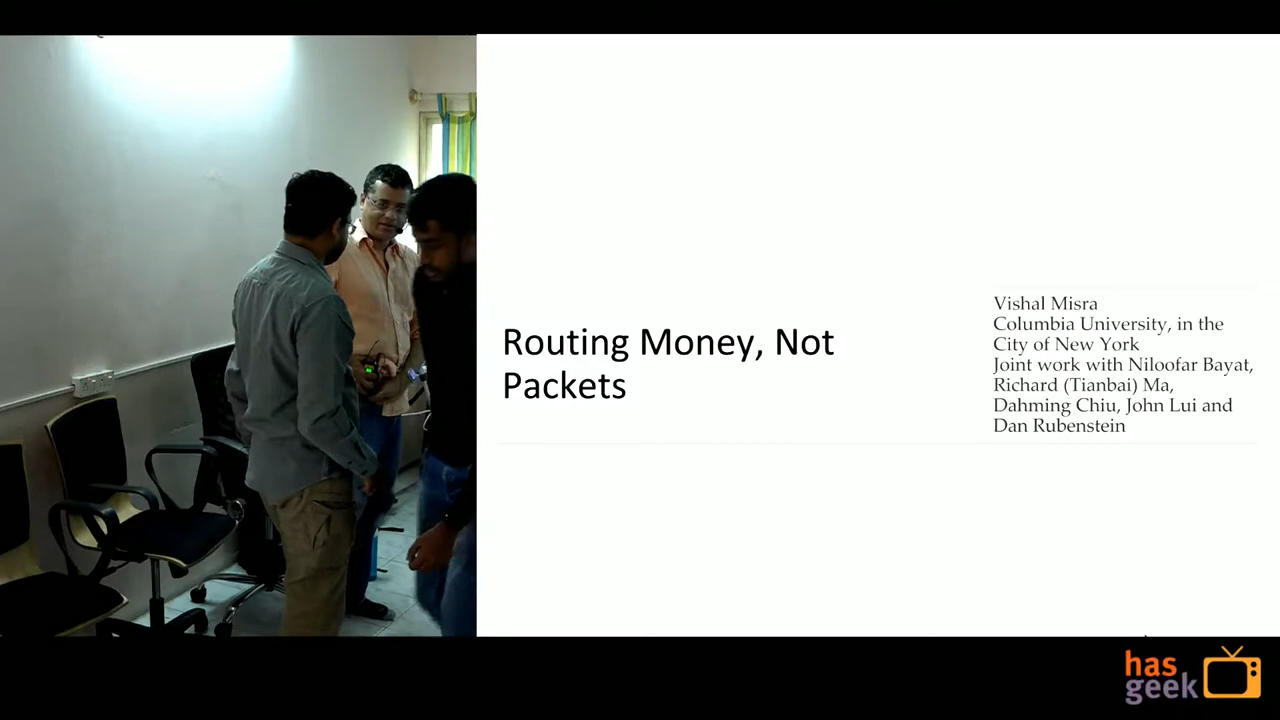 Routing Money, Not
Packets
Vishal Misra
Columbia University, in the
City of New York
Joint work with Niloofar Bayat,
Richard (Tianbai) Ma,
Dahming Chiu, John Lui and
Dan Rubenstein
has
geek